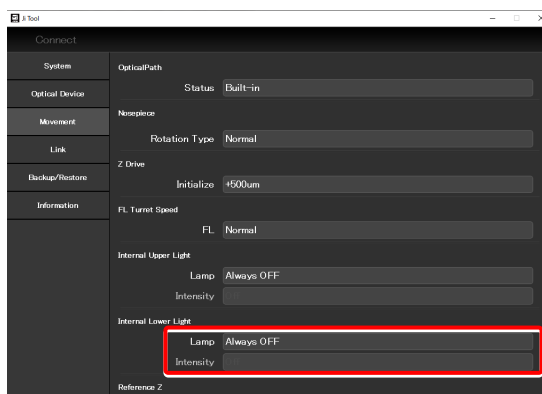 Ji Tool
Connect
System
Optical Device
Movement
Link
Backup/Restore
Information
OpticalPath
Status Built-in
Nosepiece
Rotation Type Normal
Z Drive
Initialize +500um
FL Turret Speed
FL Normal
Internal Upper Light
Lamp Always OFF
Intensity
Internal Lower Light
Lamp Always OFF
Intensity
Reference Z